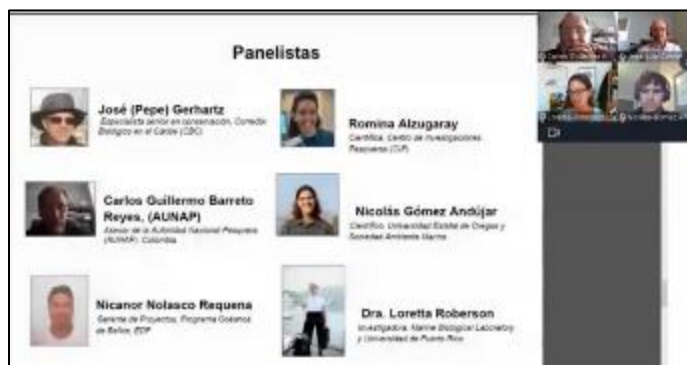 Panelistas
José (Pepe) Gerhartz
Especialista senior en conservación, Corredor
Biológico en el Caribe (CBC)
Romina Alzugaray
Científica, Centro de Investigaciones
Pesqueras (CIP)
Carlos Guillermo Barreto
Reyes, (AUNAP)
Asesor de la Autoridad Nacional Pesquera
(AUNAP), Colombia
Nicolás Gómez Andújar
Científico, Universidad Estatal de Oregon y
Sociedad Ambiente Marino
Nicanor Nolasco Requena
Gerente de Proyectos, Programa Océanos
de Belize, EDF
Dra. Loretta Roberson
Investigadora, Marine Biological Laboratory
y Universidad de Puerto Rico